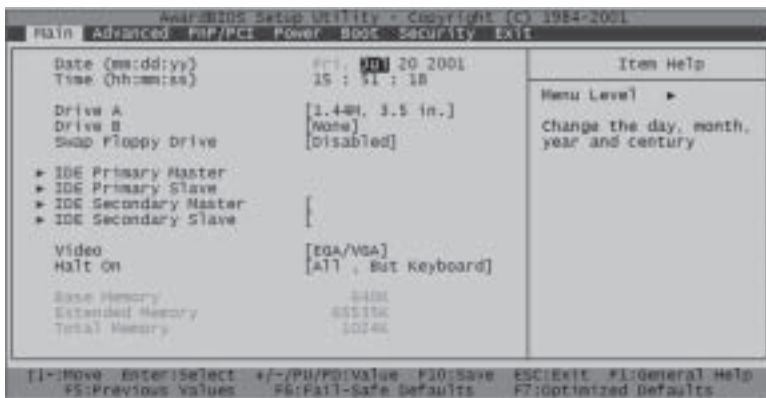 AwardBIOS Setup Utility - Copyright (C) 1984-2001
Main Advanced PNP/PCI Power Boot Security Exit
Date (mm:dd:yy) Fri, Jul 20 2001
Time (hh:mm:ss) 15 : 51 : 18
Item Help
Menu Level ►
Change the day, month,
year and century
Drive A [1.44M, 3.5 in.]
Drive B [None]
Swap Floppy Drive [Disabled]
► IDE Primary Master
► IDE Primary Slave
► IDE Secondary Master [
► IDE Secondary Slave [
Video [EGA/VGA]
Halt On [All , But Keyboard]
Base Memory 640K
Extended Memory 65535K
Total Memory 1024K
↑↓-:Move Enter:Select +/-/PU/PD:Value F10:Save ESC:Exit F1:General Help
F5:Previous Values F6:Fail-Safe Defaults F7:Optimized Defaults